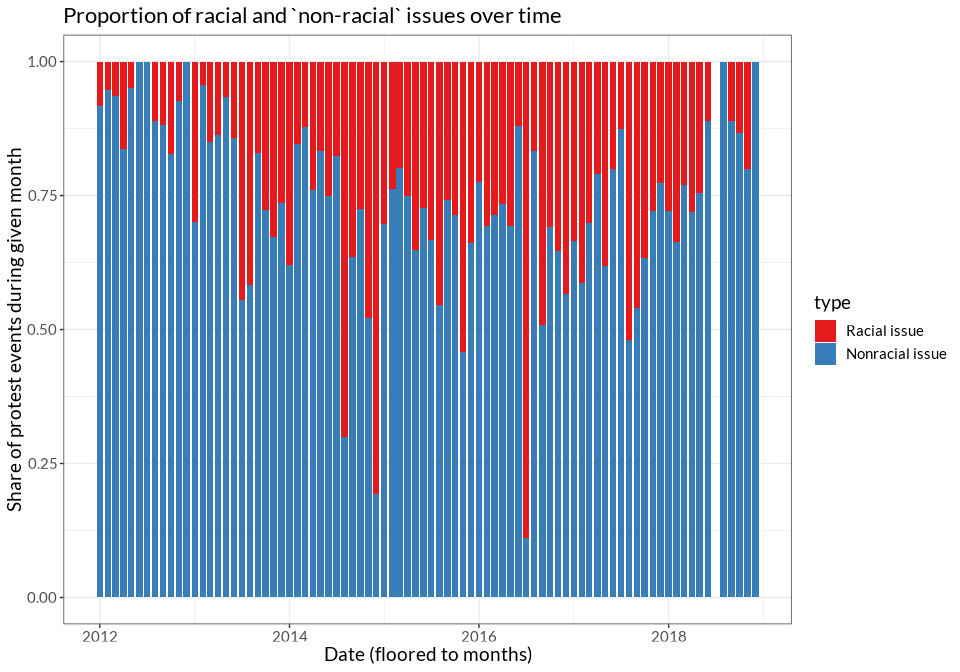 Proportion of racial and `non-racial` issues over time
Share of protest events during given month
1.00
0.75
0.50
0.25
0.00
2012
2014
2016
2018
Date (floored to months)
type
Racial issue
Nonracial issue